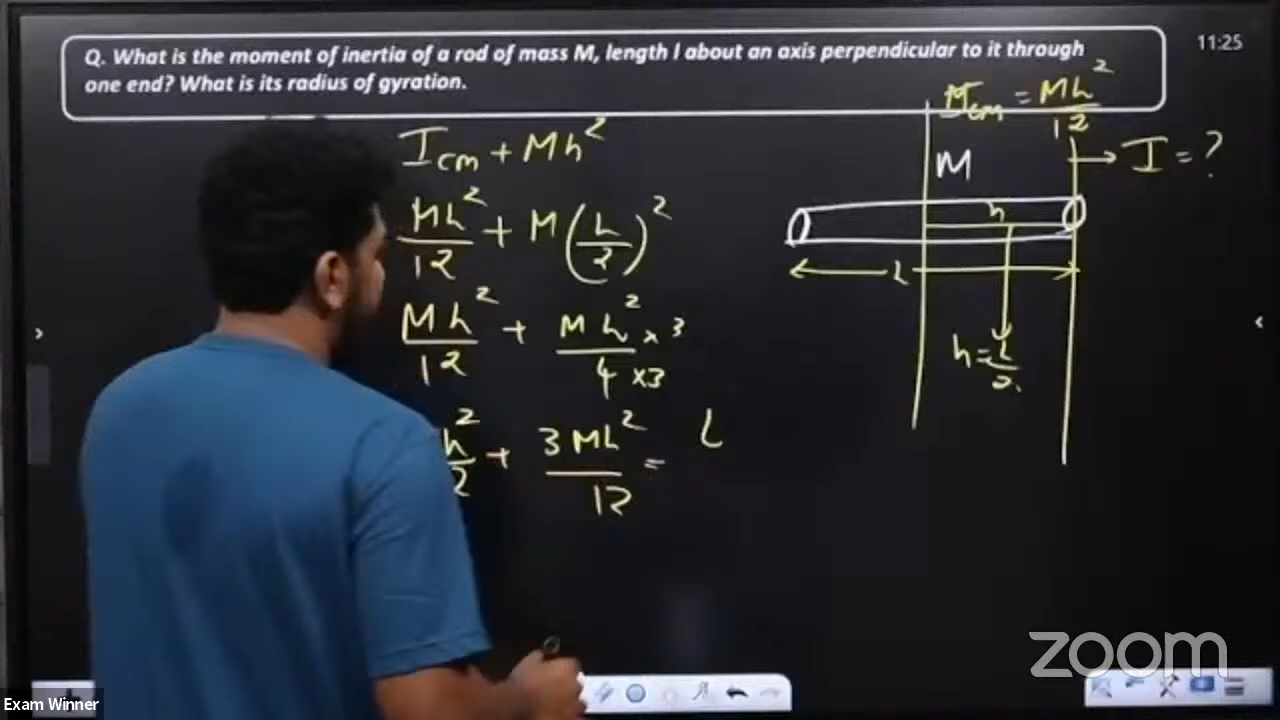 Q. What is the moment of inertia of a rod of mass M, length l about an axis perpendicular to it through
one end? What is its radius of gyration.
11:25
= ML²/12
I = ?
M
h
L
h = L/2
I cm + Mh²
ML²/12 + M(L/2)²
ML²/12 + ML² × 3/4 × 3
+ 3ML²/12 =
zoom
Exam Winner